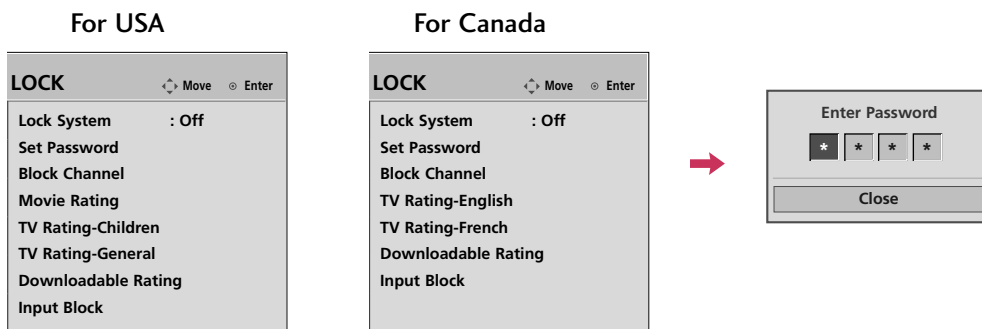 For USA
LOCK Move Enter
Lock System : Off
Set Password
Block Channel
Movie Rating
TV Rating-Children
TV Rating-General
Downloadable Rating
Input Block
For Canada
LOCK Move Enter
Lock System : Off
Set Password
Block Channel
TV Rating-English
TV Rating-French
Downloadable Rating
Input Block
Enter Password
* * * *
Close